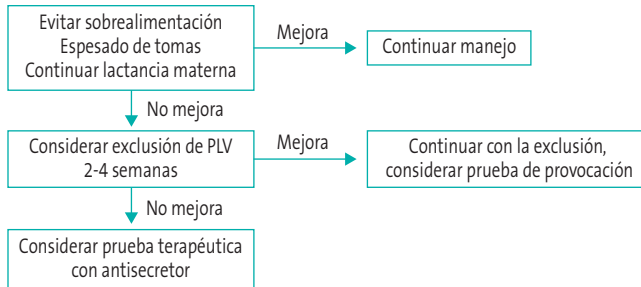 Evitar sobrealimentación
Espesado de tomas
Continuar lactancia materna
Mejora
Continuar manejo
No mejora
Considerar exclusión de PLV
2-4 semanas
Mejora
Continuar con la exclusión,
considerar prueba de provocación
No mejora
Considerar prueba terapéutica
con antisecretor